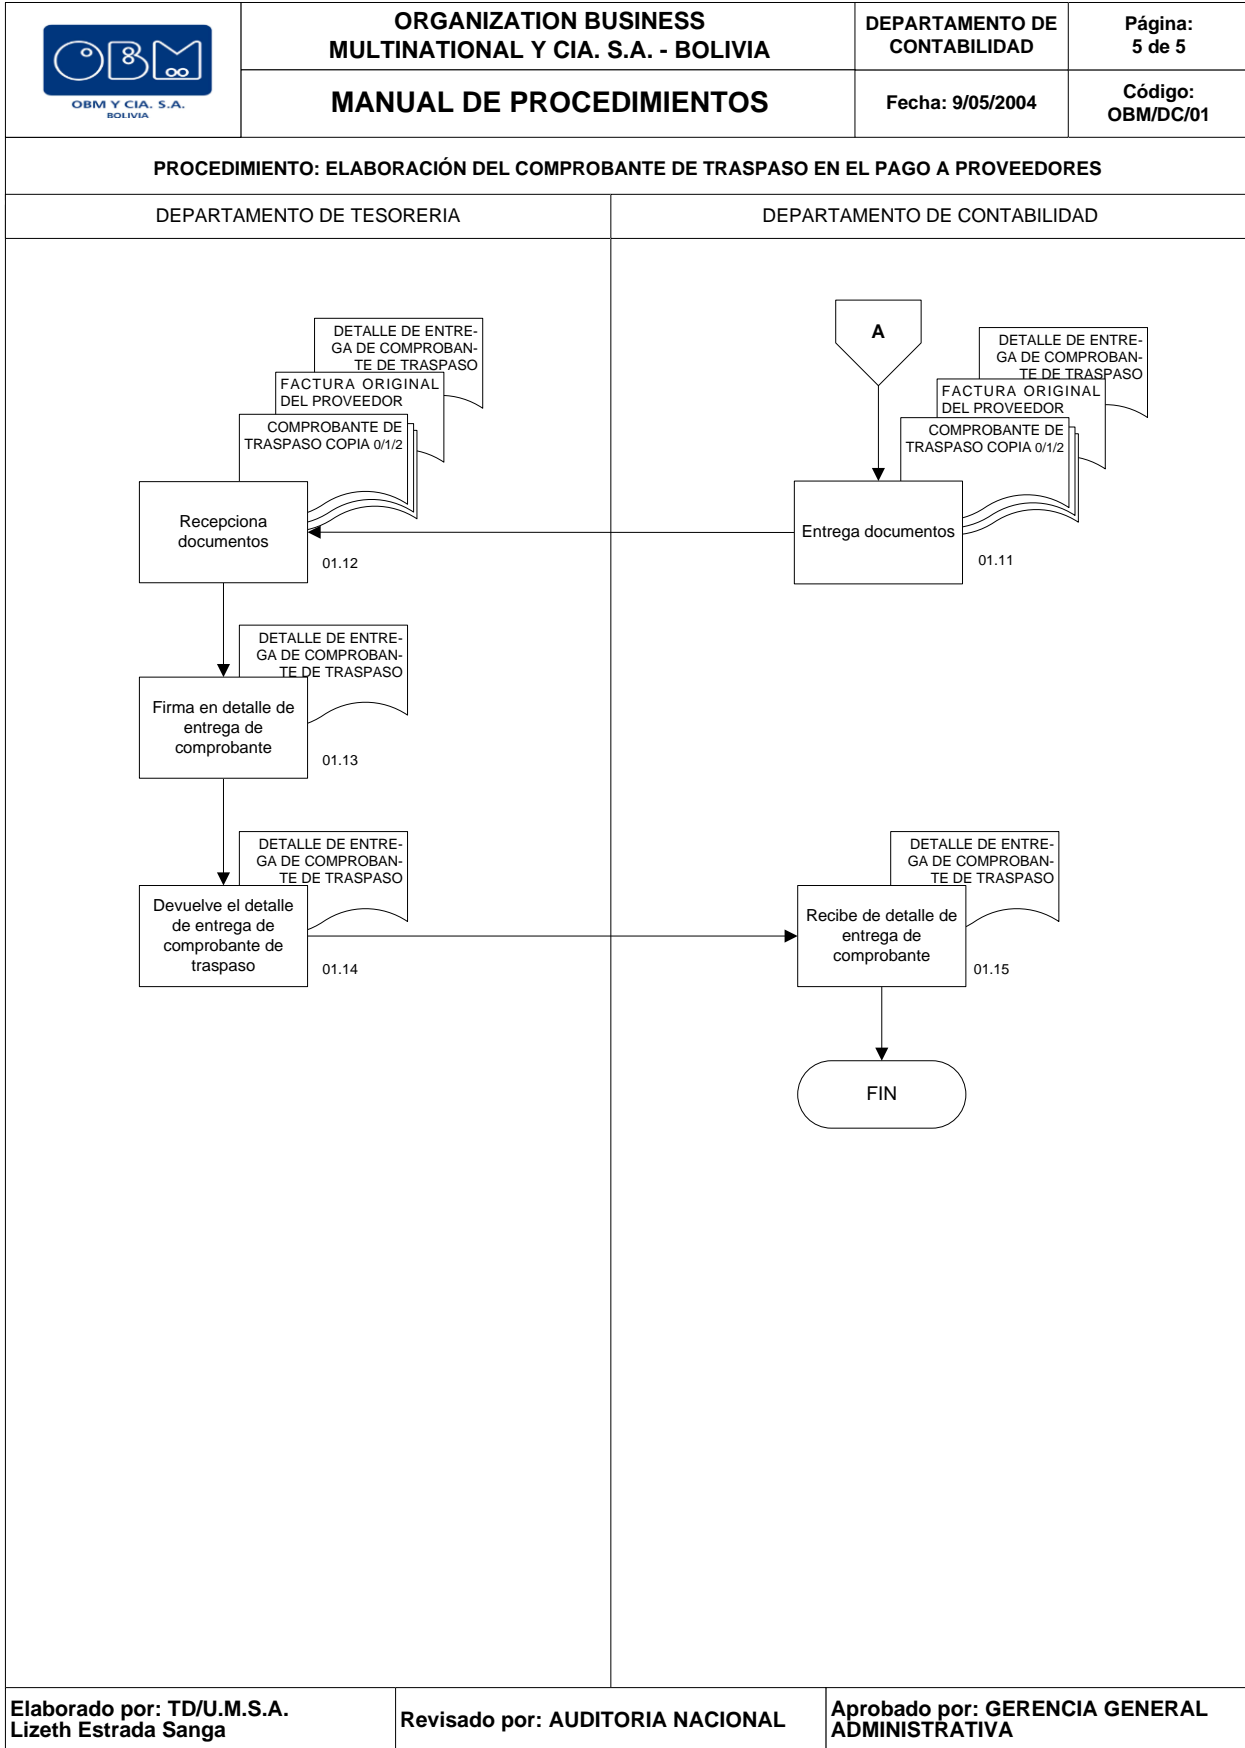 OBM
OBM Y CIA. S.A.
BOLIVIA
ORGANIZATION BUSINESS
MULTINATIONAL Y CIA. S.A. - BOLIVIA
DEPARTAMENTO DE
CONTABILIDAD
Página:
5 de 5
MANUAL DE PROCEDIMIENTOS
Fecha: 9/05/2004
Código:
OBM/DC/01
PROCEDIMIENTO: ELABORACIÓN DEL COMPROBANTE DE TRASPASO EN EL PAGO A PROVEEDORES
DEPARTAMENTO DE TESORERIA
DEPARTAMENTO DE CONTABILIDAD
A
DETALLE DE ENTRE-
GA DE COMPROBAN-
TE DE TRASPASO
FACTURA ORIGINAL
DEL PROVEEDOR
COMPROBANTE DE
TRASPASO COPIA 0/1/2
Entrega documentos
01.11
DETALLE DE ENTRE-
GA DE COMPROBAN-
TE DE TRASPASO
FACTURA ORIGINAL
DEL PROVEEDOR
COMPROBANTE DE
TRASPASO COPIA 0/1/2
Recepciona
documentos
01.12
DETALLE DE ENTRE-
GA DE COMPROBAN-
TE DE TRASPASO
Firma en detalle de
entrega de
comprobante
01.13
DETALLE DE ENTRE-
GA DE COMPROBAN-
TE DE TRASPASO
Devuelve el detalle
de entrega de
comprobante de
traspaso
01.14
DETALLE DE ENTRE-
GA DE COMPROBAN-
TE DE TRASPASO
Recibe de detalle de
entrega de
comprobante
01.15
FIN
Elaborado por: TD/U.M.S.A.
Lizeth Estrada Sanga
Revisado por: AUDITORIA NACIONAL
Aprobado por: GERENCIA GENERAL
ADMINISTRATIVA